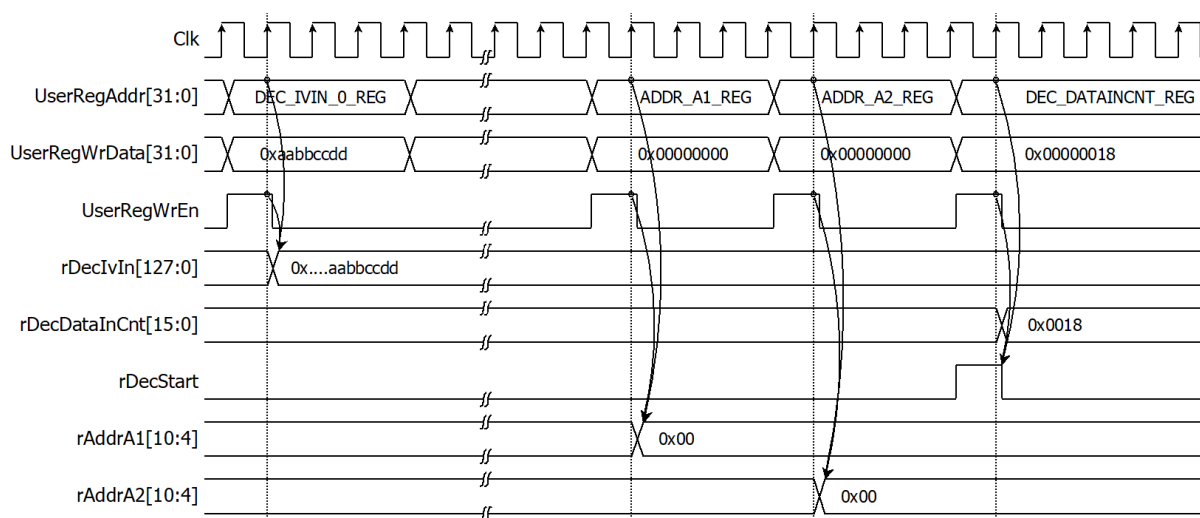 Clk
UserRegAddr[31:0] DEC_IVIN_0_REG ADDR_A1_REG ADDR_A2_REG DEC_DATAINCNT_REG
UserRegWrData[31:0] 0xaabbccdd 0x00000000 0x00000000 0x00000018
UserRegWrEn
rDecIvIn[127:0] 0x....aabbccdd
rDecDataInCnt[15:0] 0x0018
rDecStart
rAddrA1[10:4] 0x00
rAddrA2[10:4] 0x00